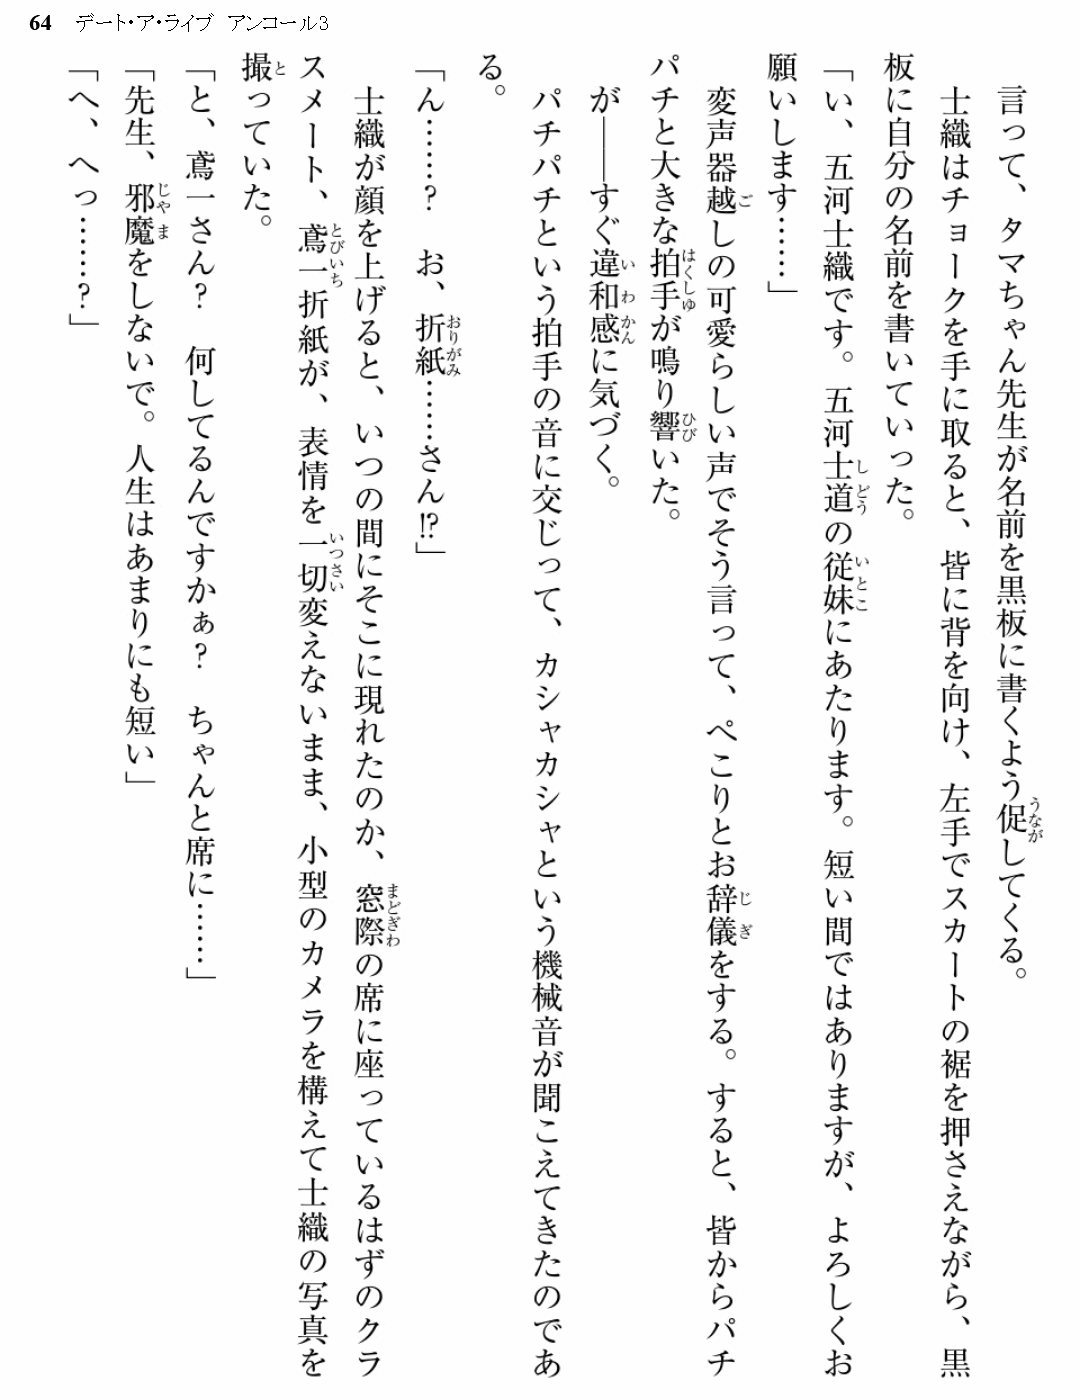 64 デート・ア・ライブ アンコール3
言って、タマちゃん先生が名前を黒板に書くよう促してくる。
士織はチョークを手に取ると、皆に背を向け、左手でスカートの裾を押さえながら、黒
板に自分の名前を書いていった。
「い、五河士織です。五河士道の従妹にあたります。短い間ではありますが、よろしくお
願いします……」
変声器越しの可愛らしい声でそう言って、ぺこりとお辞儀をする。すると、皆からパチ
パチと大きな拍手が鳴り響いた。
が――すぐ違和感に気づく。
パチパチという拍手の音に交じって、カシャカシャという機械音が聞こえてきたのであ
る。
「ん……? お、折紙……さん!?」
士織が顔を上げると、いつの間にそこに現れたのか、窓際の席に座っているはずのクラ
スメート、鳶一折紙が、表情を一切変えないまま、小型のカメラを構えて士織の写真を
撮っていた。
「と、鳶一さん? 何してるんですかぁ? ちゃんと席に……」
「先生、邪魔をしないで。人生はあまりにも短い」
「へ、へっ……?」